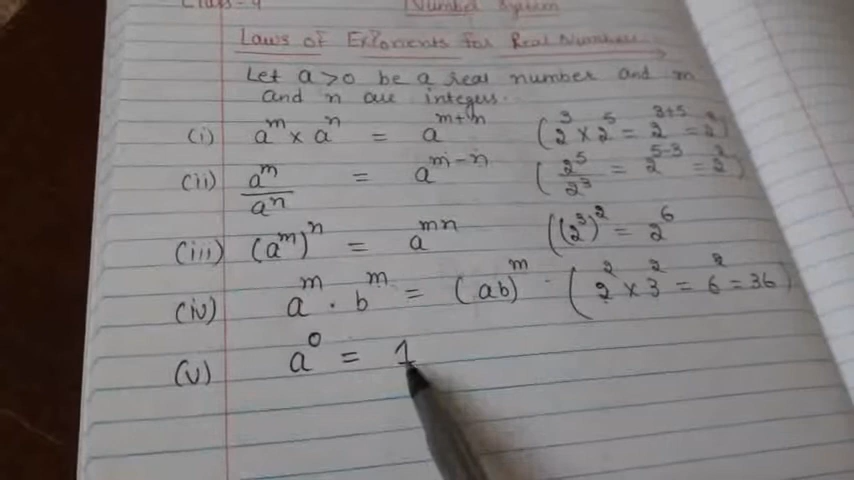 Class - 9 Number System
Laws of Exponents for Real Numbers
Let a>0 be a real number and m
and n are integers.
(i) a^m × a^n = a^{m+n} (2^3 × 2^5 = 2^{3+5} = 2^8)
(ii) a^m/a^n = a^{m-n} (2^5/2^3 = 2^{5-3} = 2^2)
(iii) (a^m)^n = a^{mn} ((2^3)^2 = 2^6
(iv) a^m . b^m = (ab)^m . (2^2 × 3^2 = 6^2 = 36)
(v) a^0 = 1